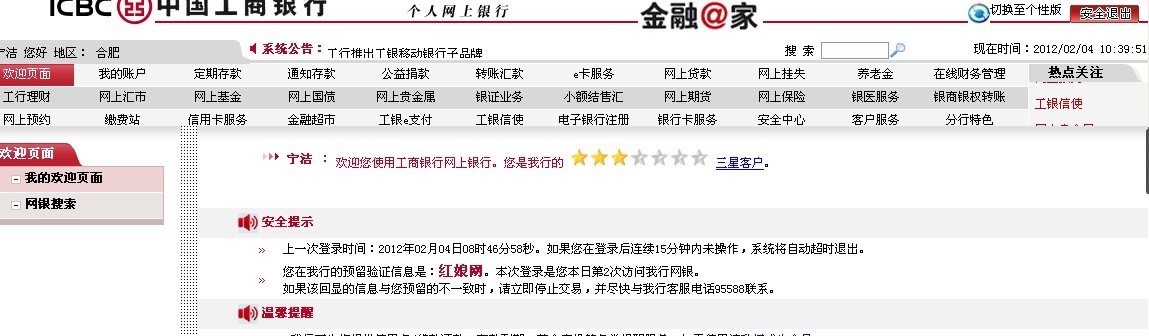 ICBC 中国工商银行 个人网上银行 金融@家 切换至个性版 安全退出
宁洁 您好 地区： 合肥 系统公告： 工行推出工银移动银行子品牌 搜 索 现在时间：2012/02/04 10:39:51
欢迎页面 我的账户 定期存款 通知存款 公益捐款 转账汇款 e卡服务 网上贷款 网上挂失 养老金 在线财务管理 热点关注
工行理财 网上汇市 网上基金 网上国债 网上贵金属 银证业务 小额结售汇 网上期货 网上保险 银医服务 银商银权转账 工银信使
网上预约 缴费站 信用卡服务 金融超市 工银e支付 工银信使 电子银行注册 银行卡服务 安全中心 客户服务 分行特色
欢迎页面
我的欢迎页面
网银搜索
宁洁 ： 欢迎您使用工商银行网上银行。您是我行的 三星客户。
安全提示
上一次登录时间：2012年02月04日08时46分58秒。如果您在登录后连续15分钟内未操作，系统将自动超时退出。
您在我行的预留验证信息是：红娘网。本次登录是您本日第2次访问我行网银。
如果该回显的信息与您预留的不一致时，请立即停止交易，并尽快与我行客服电话95588联系。
温馨提醒